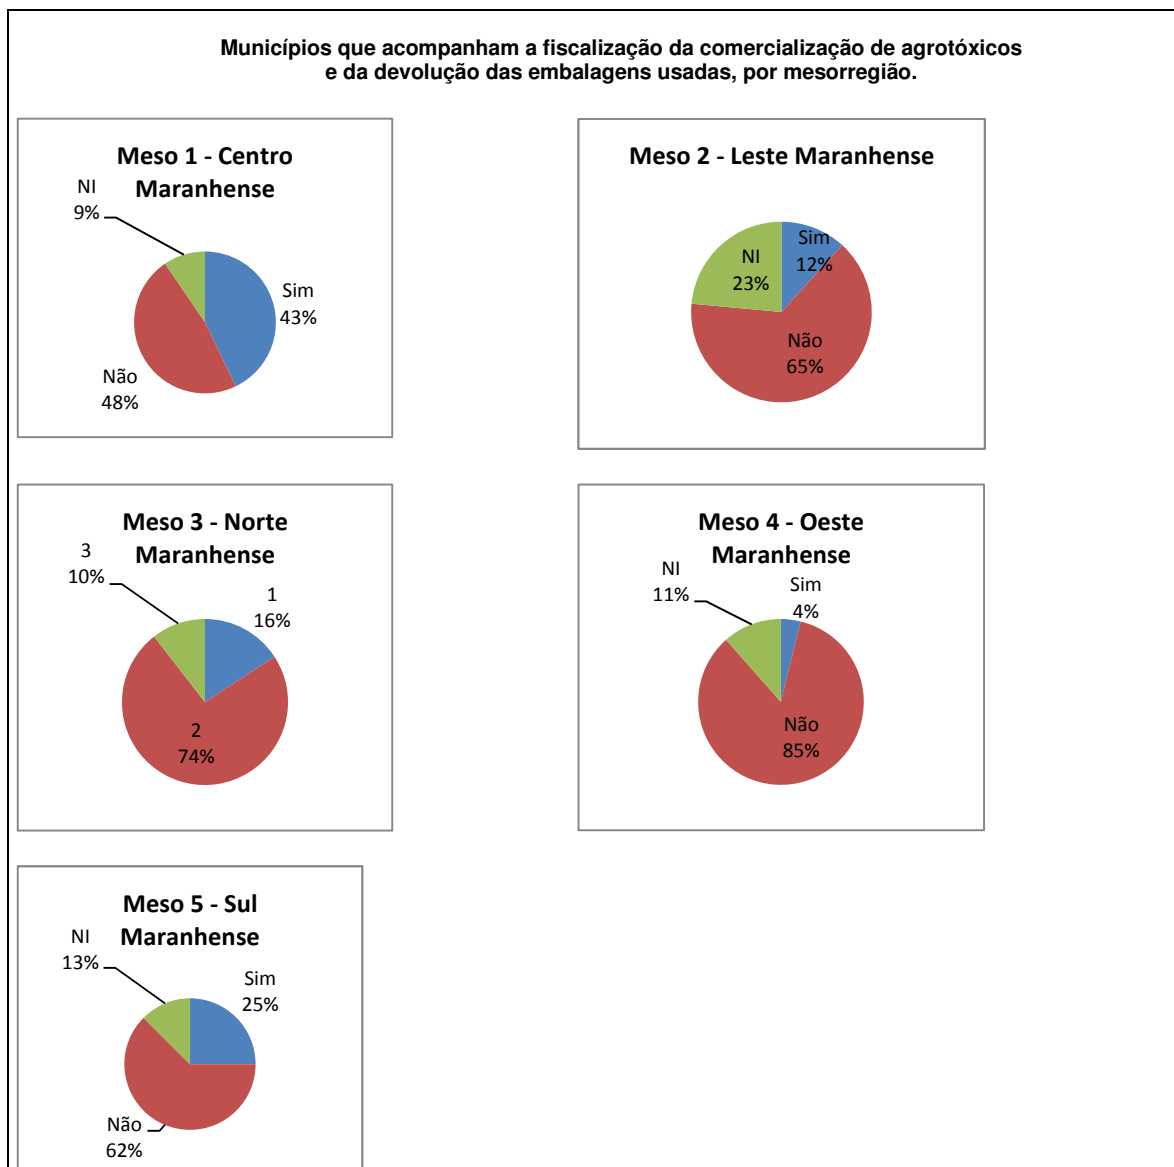 Municípios que acompanham a fiscalização da comercialização de agrotóxicos
e da devolução das embalagens usadas, por mesorregião.
Meso 1 - Centro
Maranhense
NI
9%
Sim
43%
Não
48%
Meso 2 - Leste Maranhense
Sim
12%
NI
23%
Não
65%
Meso 3 - Norte
Maranhense
3
10%
1
16%
2
74%
Meso 4 - Oeste
Maranhense
NI
11%
Sim
4%
Não
85%
Meso 5 - Sul
Maranhense
NI
13%
Sim
25%
Não
62%